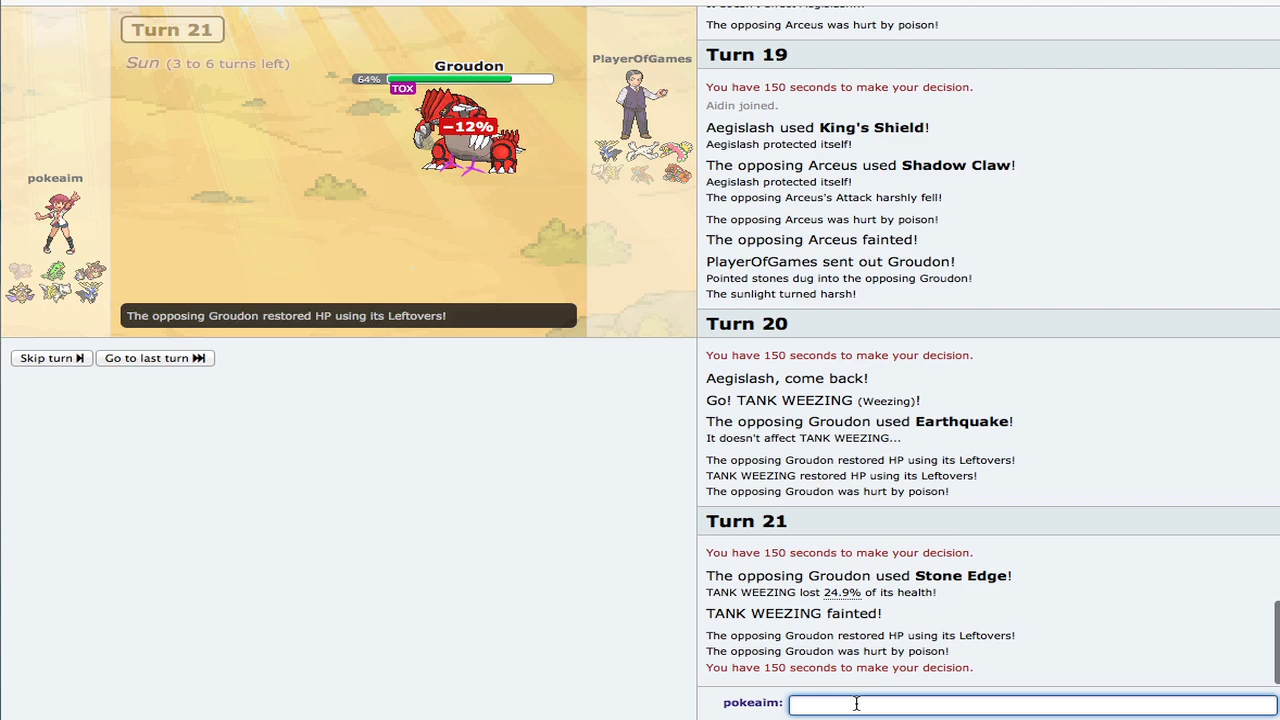 Turn 21
Sun (3 to 6 turns left)
Groudon
64%
TOX
−12%
PlayerOfGames
pokeaim
The opposing Groudon restored HP using its Leftovers!
Skip turn
Go to last turn
The opposing Arceus was hurt by poison!
Turn 19
You have 150 seconds to make your decision.
Aidin joined.
Aegislash used King's Shield!
Aegislash protected itself!
The opposing Arceus used Shadow Claw!
Aegislash protected itself!
The opposing Arceus's Attack harshly fell!
The opposing Arceus was hurt by poison!
The opposing Arceus fainted!
PlayerOfGames sent out Groudon!
Pointed stones dug into the opposing Groudon!
The sunlight turned harsh!
Turn 20
You have 150 seconds to make your decision.
Aegislash, come back!
Go! TANK WEEZING (Weezing)!
The opposing Groudon used Earthquake!
It doesn't affect TANK WEEZING...
The opposing Groudon restored HP using its Leftovers!
TANK WEEZING restored HP using its Leftovers!
The opposing Groudon was hurt by poison!
Turn 21
You have 150 seconds to make your decision.
The opposing Groudon used Stone Edge!
TANK WEEZING lost 24.9% of its health!
TANK WEEZING fainted!
The opposing Groudon restored HP using its Leftovers!
The opposing Groudon was hurt by poison!
You have 150 seconds to make your decision.
pokeaim: